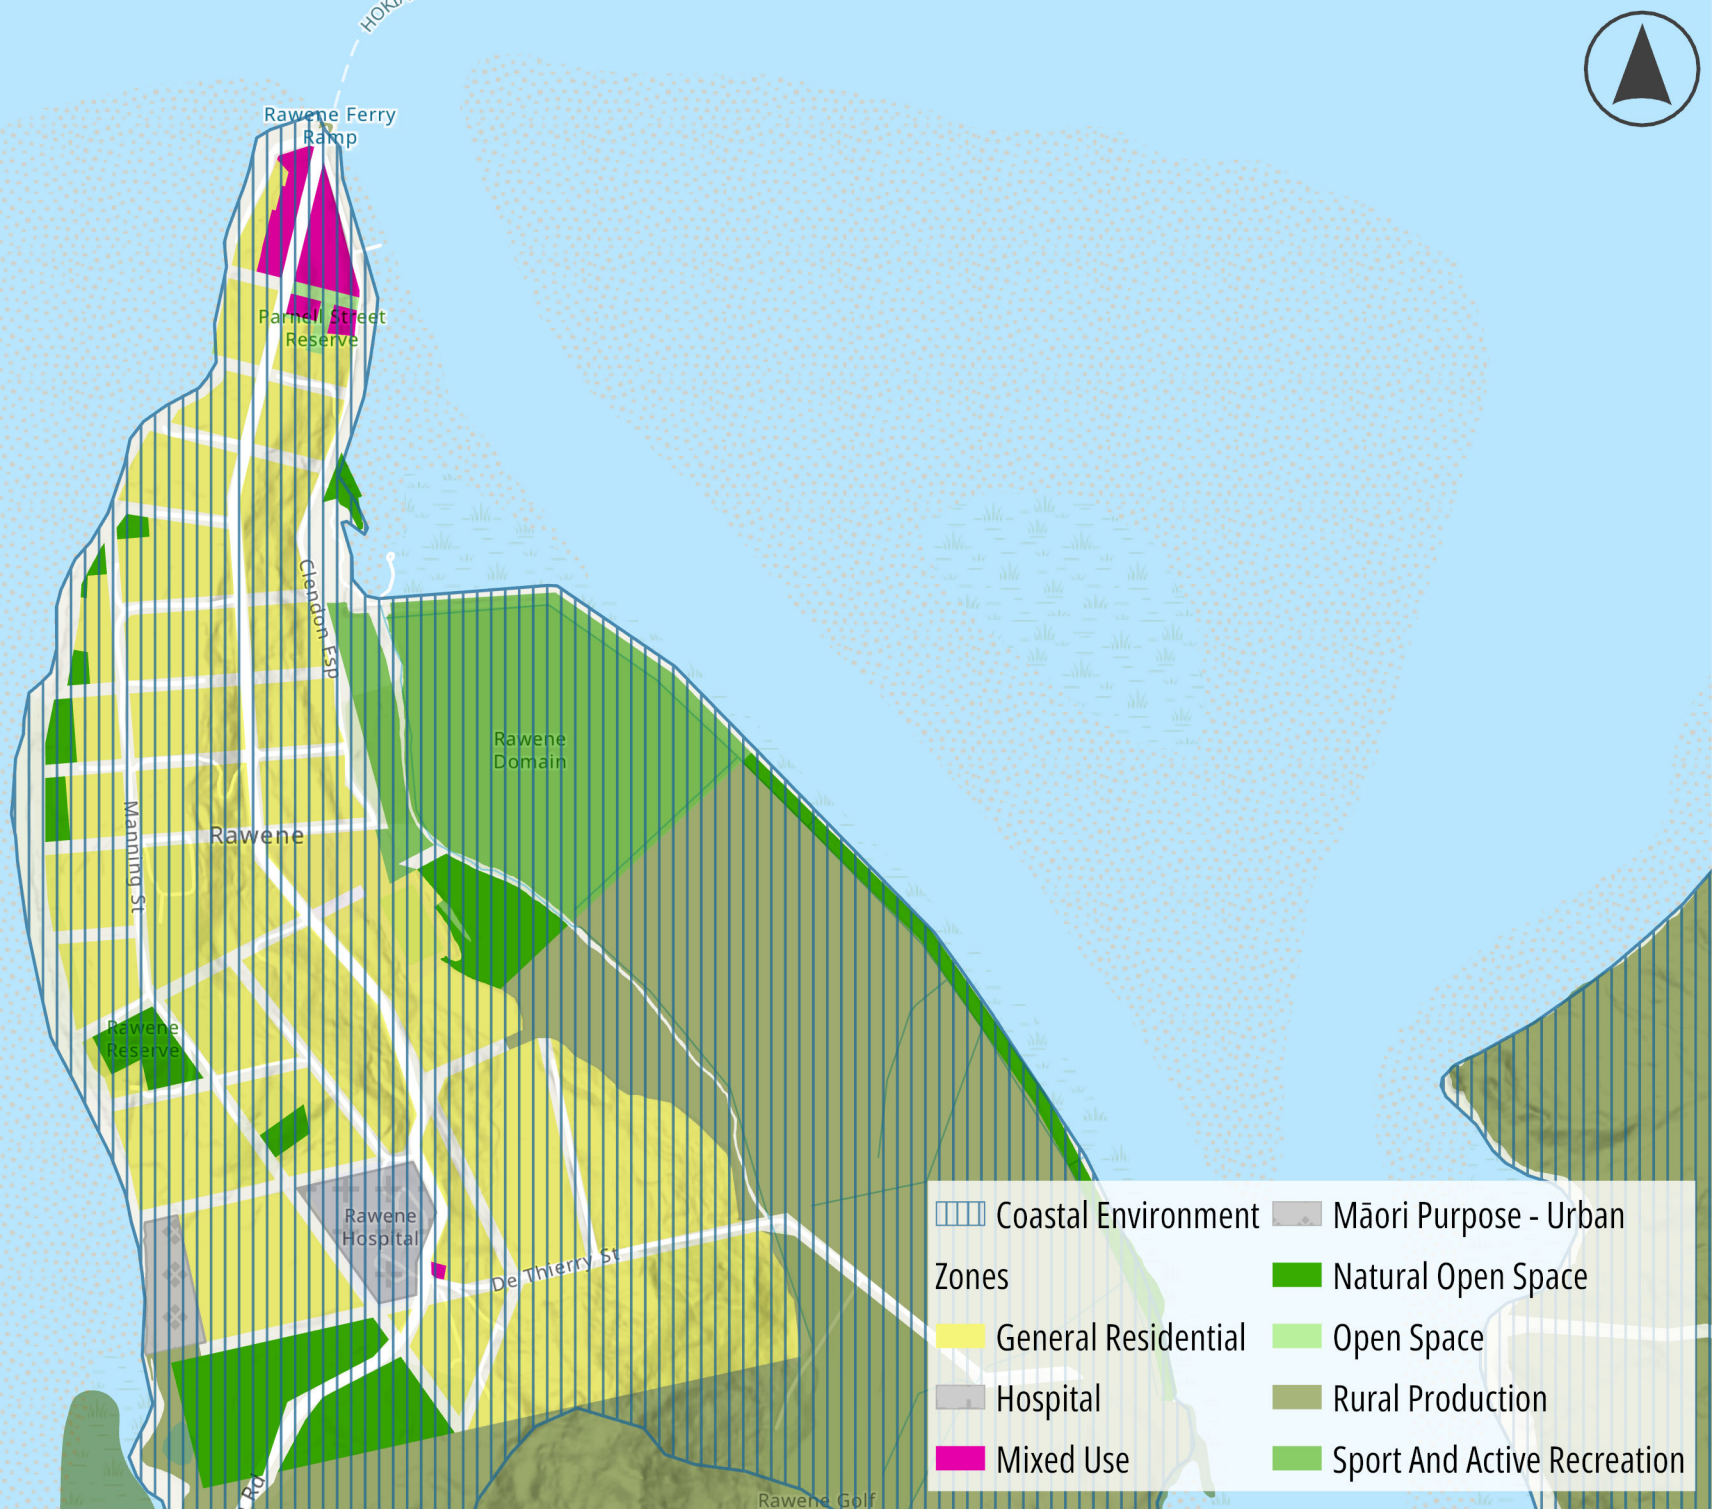 Rawene Ferry
Ramp
Parnell Street
Reserve
Clendon Esp
Rawene
Domain
Manning St
Rawene
Rawene
Reserve
Rawene
Hospital
De Thierry St
Rd
Rawene Golf
Coastal Environment
Zones
General Residential
Hospital
Mixed Use
Māori Purpose - Urban
Natural Open Space
Open Space
Rural Production
Sport And Active Recreation